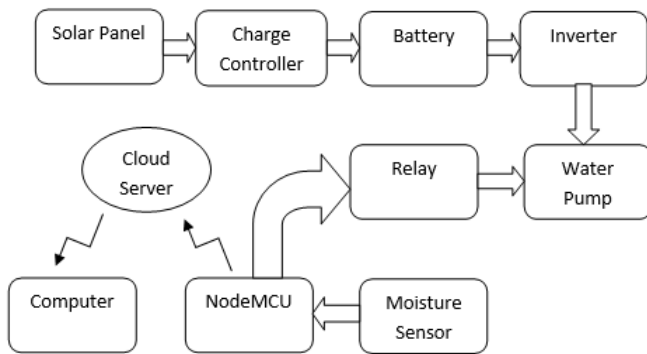 Solar Panel
Charge
Controller
Battery
Inverter
Cloud
Server
Relay
Water
Pump
Computer
NodeMCU
Moisture
Sensor